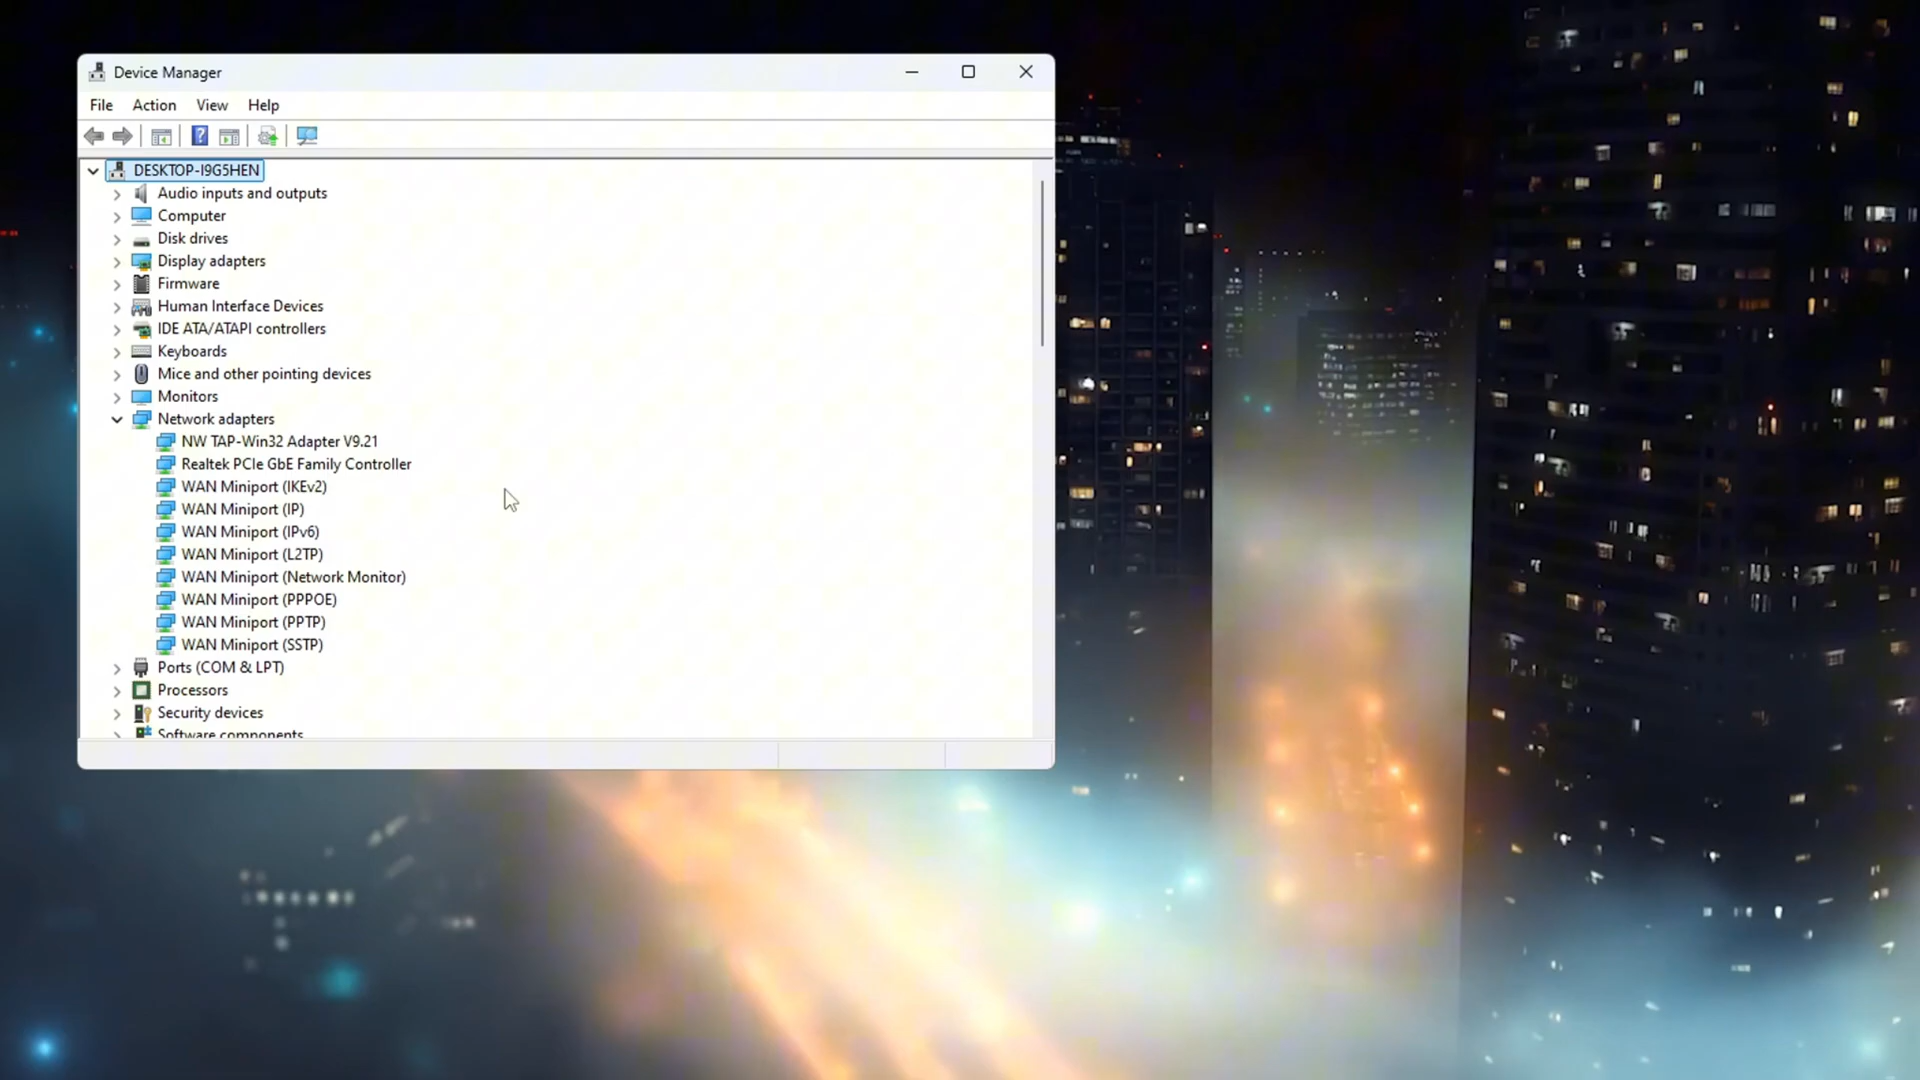 Device Manager
File Action View Help
DESKTOP-I9G5HEN
Audio inputs and outputs
Computer
Disk drives
Display adapters
Firmware
Human Interface Devices
IDE ATA/ATAPI controllers
Keyboards
Mice and other pointing devices
Monitors
Network adapters
NW TAP-Win32 Adapter V9.21
Realtek PCIe GbE Family Controller
WAN Miniport (IKEv2)
WAN Miniport (IP)
WAN Miniport (IPv6)
WAN Miniport (L2TP)
WAN Miniport (Network Monitor)
WAN Miniport (PPPOE)
WAN Miniport (PPTP)
WAN Miniport (SSTP)
Ports (COM & LPT)
Processors
Security devices
Software components